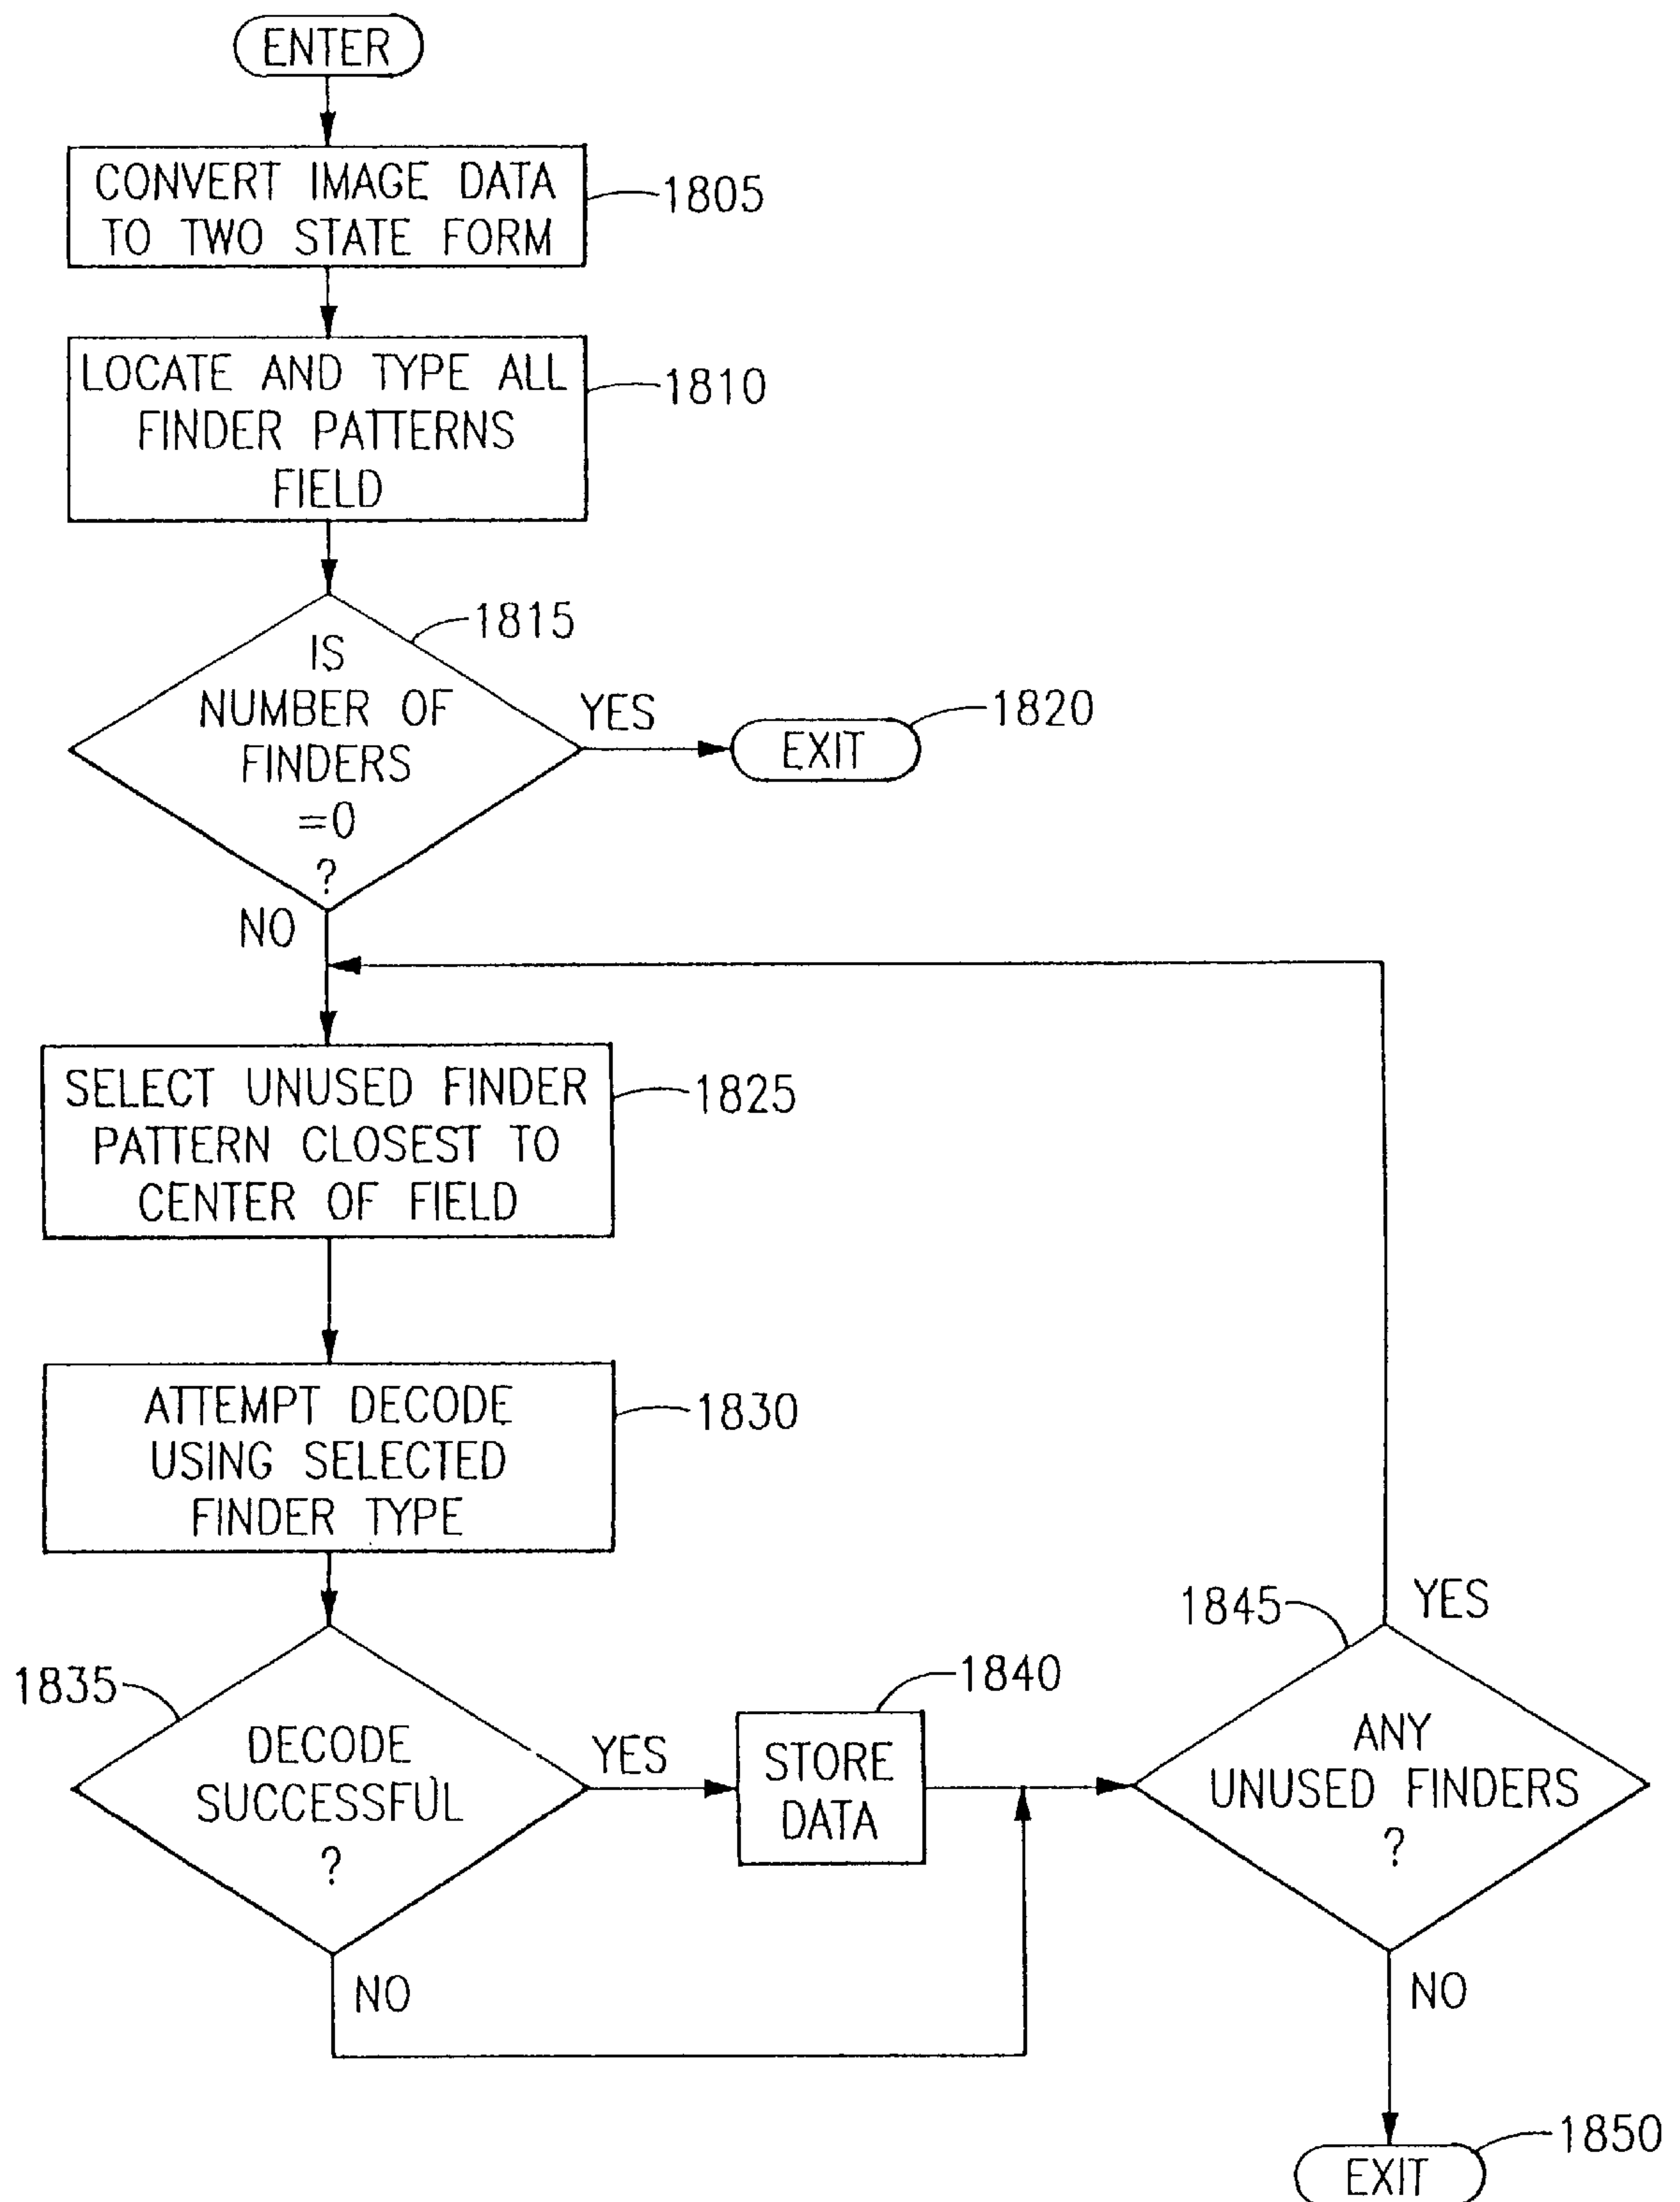 ENTER
CONVERT IMAGE DATA
TO TWO STATE FORM
1805
LOCATE AND TYPE ALL
FINDER PATTERNS
FIELD
1810
1815
IS
NUMBER OF
FINDERS
=0
?
YES
EXIT
1820
NO
SELECT UNUSED FINDER
PATTERN CLOSEST TO
CENTER OF FIELD
1825
ATTEMPT DECODE
USING SELECTED
FINDER TYPE
1830
1835
DECODE
SUCCESSFUL
?
YES
NO
1840
STORE
DATA
1845
YES
ANY
UNUSED FINDERS
?
NO
1850
EXIT